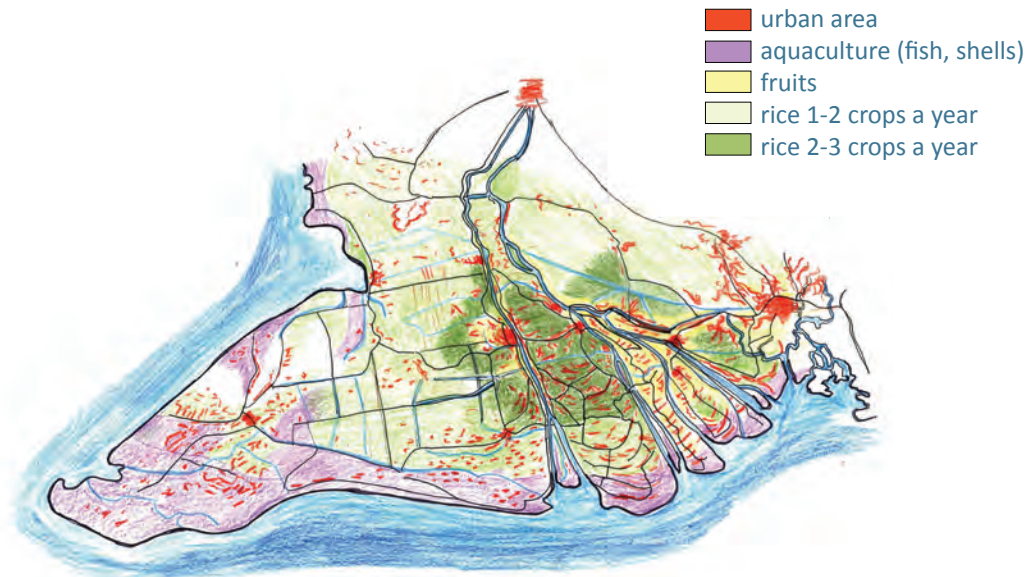 urban area
aquaculture (fish, shells)
fruits
rice 1-2 crops a year
rice 2-3 crops a year